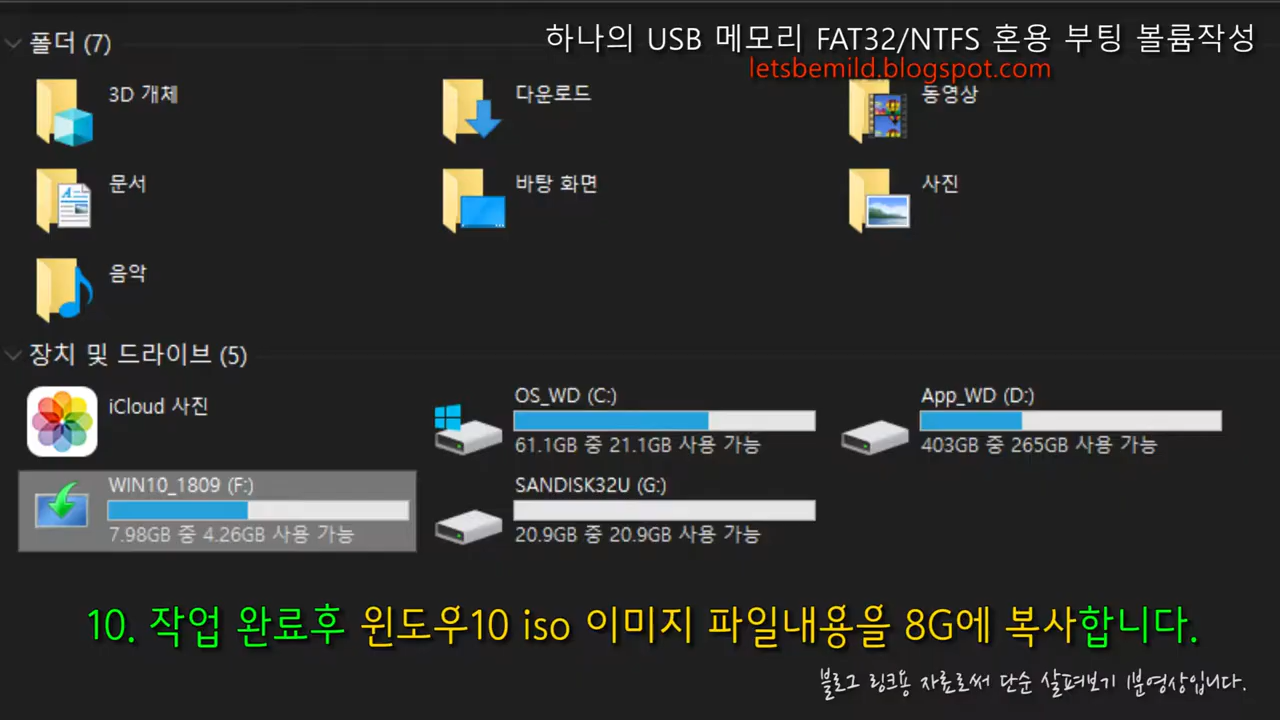 하나의 USB 메모리 FAT32/NTFS 혼용 부팅 볼륨작성
letsbemild.blogspot.com
폴더 (7)
3D 개체
다운로드
동영상
문서
바탕 화면
사진
음악
장치 및 드라이브 (5)
iCloud 사진
OS_WD (C:)
61.1GB 중 21.1GB 사용 가능
App_WD (D:)
403GB 중 265GB 사용 가능
WIN10_1809 (F:)
7.98GB 중 4.26GB 사용 가능
SANDISK32U (G:)
20.9GB 중 20.9GB 사용 가능
10. 작업 완료후 윈도우10 iso 이미지 파일내용을 8G에 복사합니다.
블로그 링크용 자료로써 단순 살펴보기 1분영상입니다.